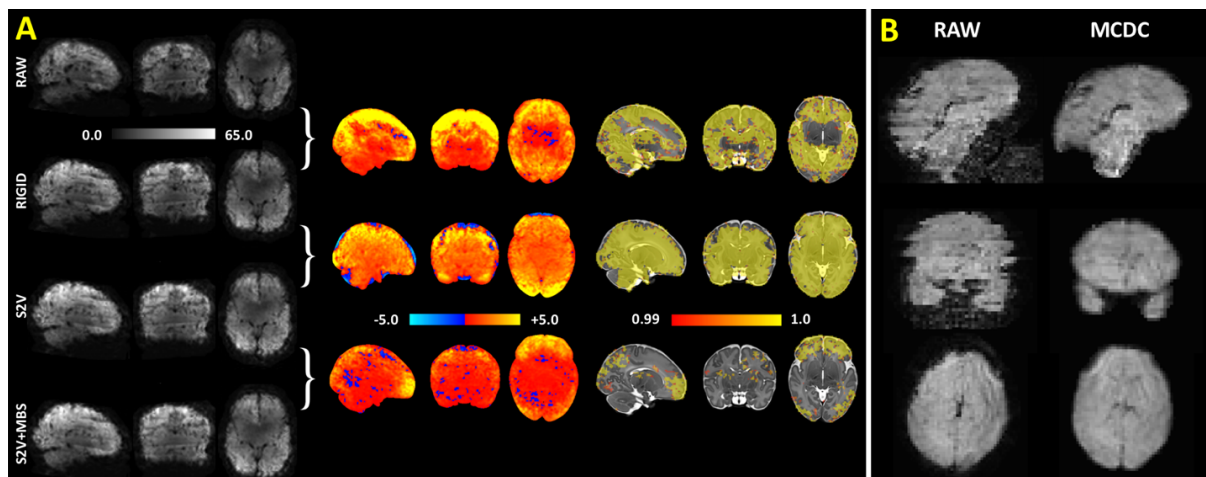 A
RAW
0.0 65.0
RIGID
S2V
-5.0 +5.0
0.99 1.0
S2V+MBS
B
RAW MCDC